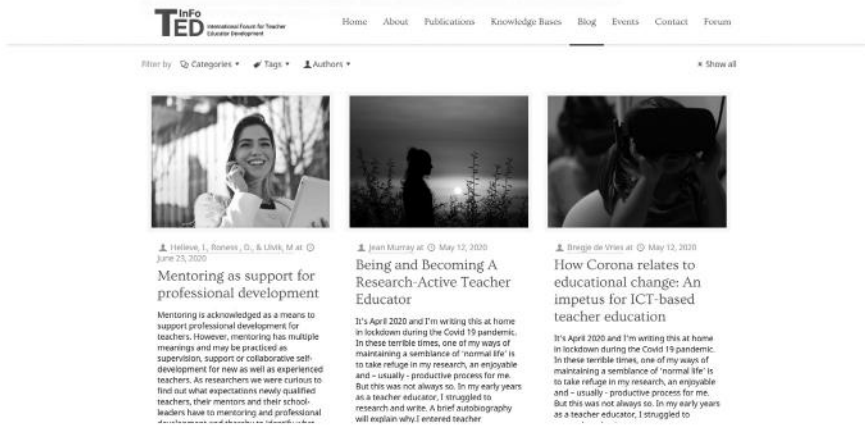 InFo
TED
International Forum for Teacher
Educator Development
Home About Publications Knowledge Bases Blog Events Contact Forum
Filter by Categories Tags Authors × Show all
Helleve, I., Roness , D., & Ulvik, M at
June 23, 2020
Mentoring as support for
professional development
Mentoring is acknowledged as a means to
support professional development for
teachers. However, mentoring has multiple
meanings and may be practiced as
supervision, support or collaborative self-
development for new as well as experienced
teachers. As researchers we were curious to
find out what expectations newly qualified
teachers, their mentors and their school-
leaders have to mentoring and professional
development and thereby to identify what
Jean Murray at May 12, 2020
Being and Becoming A
Research-Active Teacher
Educator
It's April 2020 and I'm writing this at home
in lockdown during the Covid 19 pandemic.
In these terrible times, one of my ways of
maintaining a semblance of 'normal life' is
to take refuge in my research, an enjoyable
and – usually - productive process for me.
But this was not always so. In my early years
as a teacher educator, I struggled to
research and write. A brief autobiography
will explain why.I entered teacher
Bregje de Vries at May 12, 2020
How Corona relates to
educational change: An
impetus for ICT-based
teacher education
It's April 2020 and I'm writing this at home
in lockdown during the Covid 19 pandemic.
In these terrible times, one of my ways of
maintaining a semblance of 'normal life' is
to take refuge in my research, an enjoyable
and – usually - productive process for me.
But this was not always so. In my early years
as a teacher educator, I struggled to